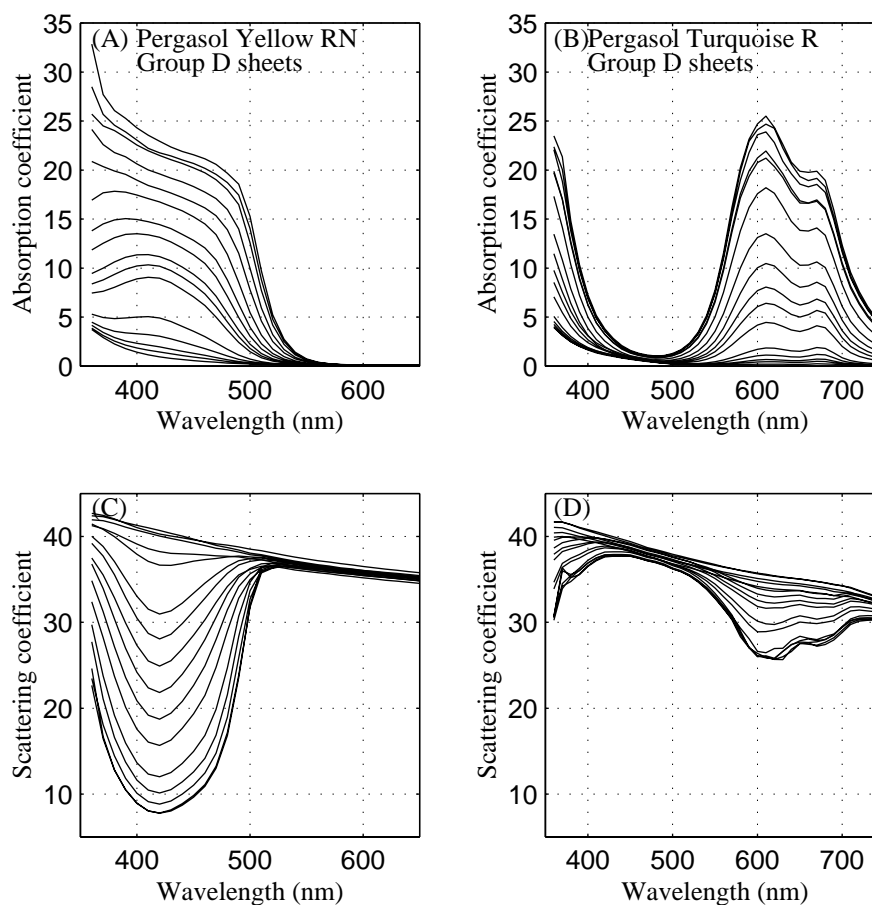 (A) Pergasol Yellow RN
Group D sheets
35
30
25
20
15
10
5
0
Absorption coefficient
400
500
600
Wavelength (nm)
(B) Pergasol Turquoise R
Group D sheets
35
30
25
20
15
10
5
0
Absorption coefficient
400
500
600
700
Wavelength (nm)
(C)
40
30
20
10
Scattering coefficient
400
500
600
Wavelength (nm)
(D)
40
30
20
10
Scattering coefficient
400
500
600
700
Wavelength (nm)